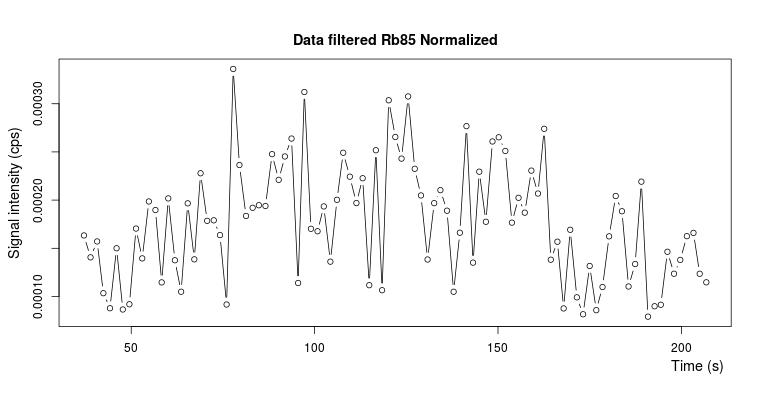 Data filtered Rb85 Normalized
Signal intensity (cps)
0.00030
0.00020
0.00010
50 100 150 200
Time (s)